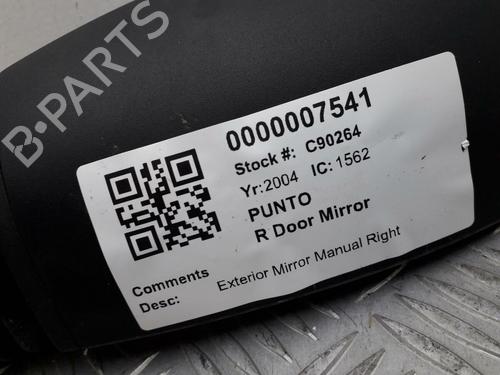 B-PARTS
0000007541
Stock #: C90264
Yr:2004 IC:1562
PUNTO
R Door Mirror
Comments
Desc: Exterior Mirror Manual Right